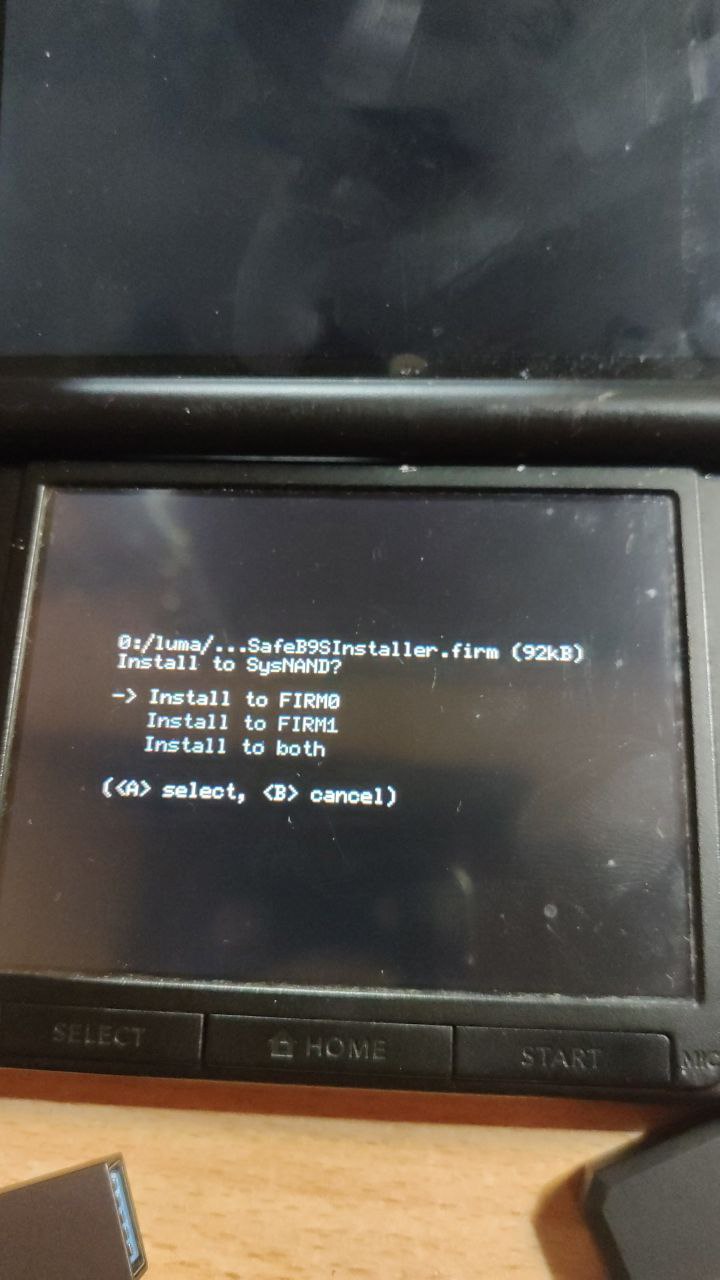 0:/luma/...SafeB9SInstaller.firm (92kB)
Install to SysNAND?
-> Install to FIRM0
Install to FIRM1
Install to both
(<A> select, <B> cancel)
SELECT
HOME
START
MIC